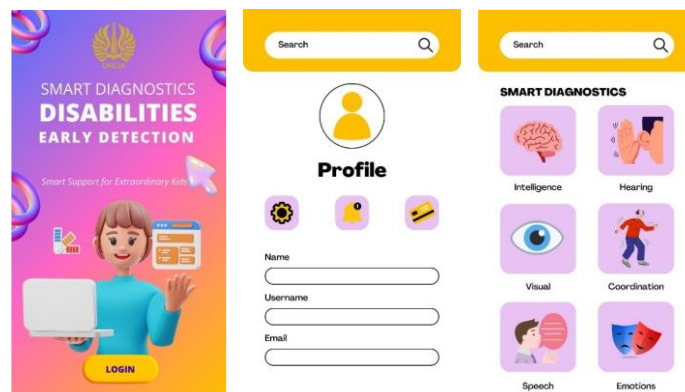 UNESA
SMART DIAGNOSTICS
DISABILITIES
EARLY DETECTION
Smart Support for Extraordinary Kids
LOGIN
Search
Profile
Name
Username
Email
Search
SMART DIAGNOSTICS
Intelligence
Hearing
Visual
Coordination
Speech
Emotions